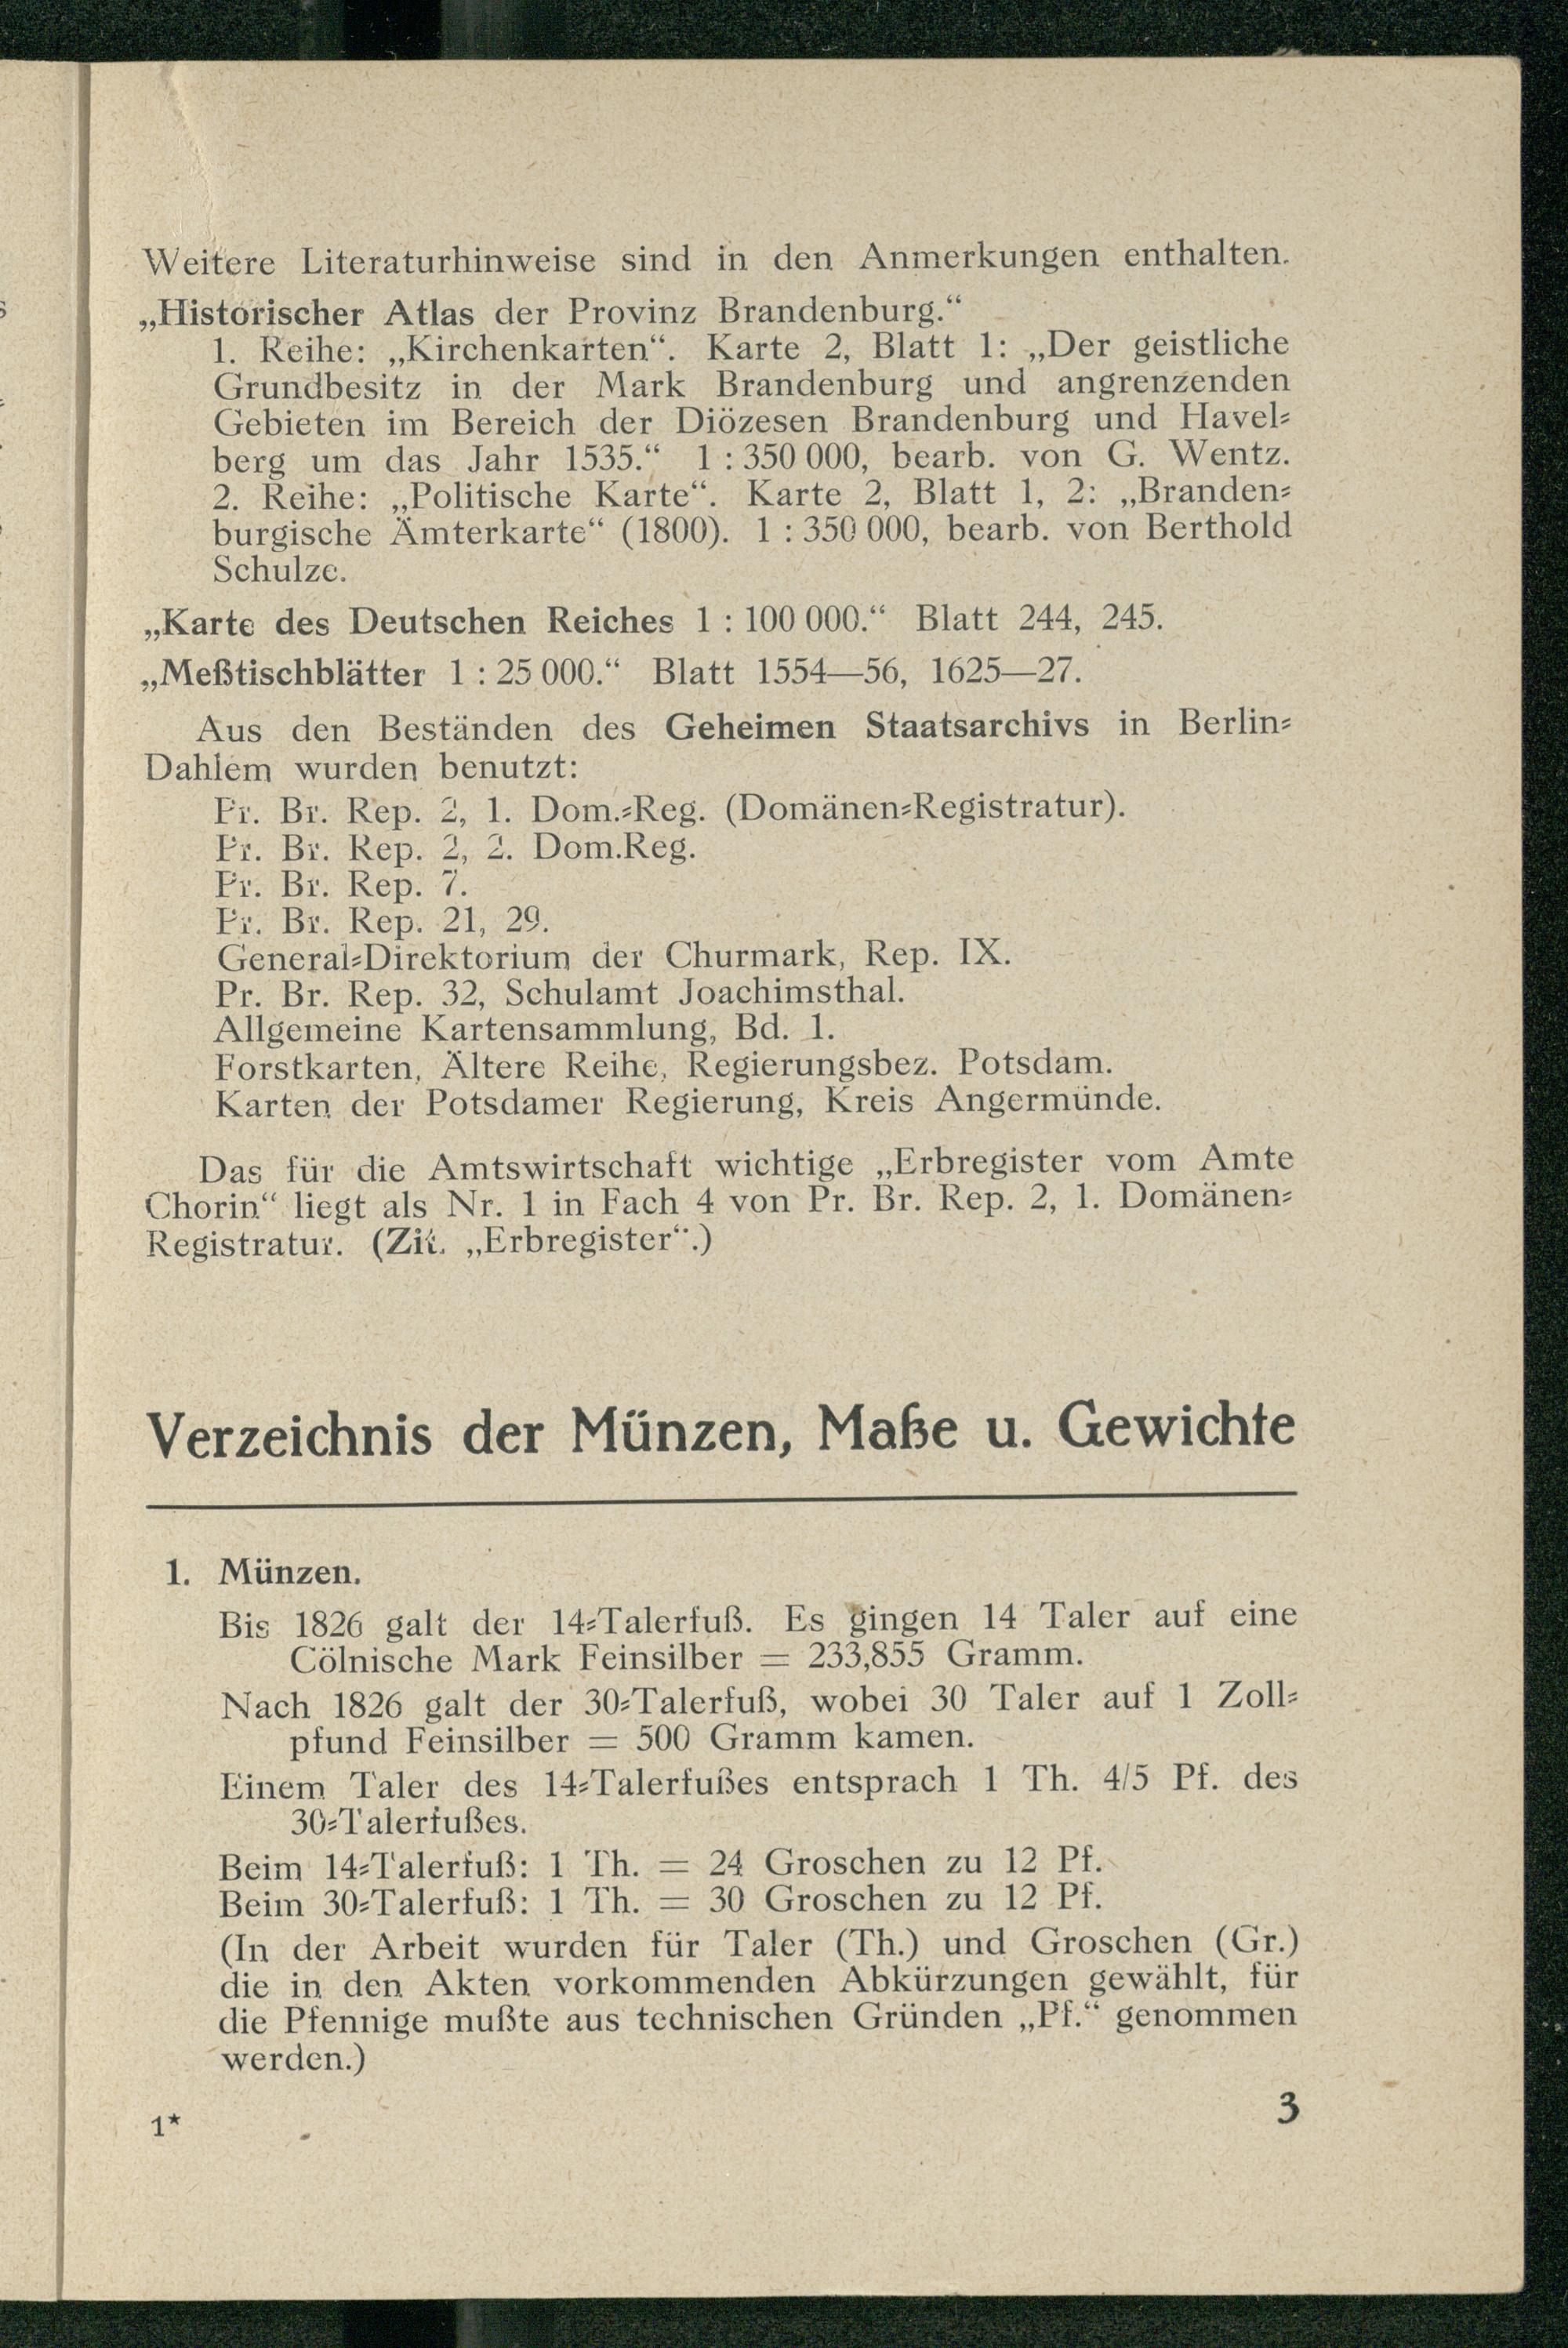 Weitere Literaturhinweise sind in den Anmerkungen enthalten.
„Historischer Atlas der Provinz Brandenburg.“
1. Reihe: „Kirchenkarten“. Karte 2, Blatt 1: „Der geistliche
Grundbesitz in der Mark Brandenburg und angrenzenden
Gebieten im Bereich der Diözesen Brandenburg und Havel-
berg um das Jahr 1535.“ 1 : 350 000, bearb. von G. Wentz.
2. Reihe: „Politische Karte“. Karte 2, Blatt 1, 2: „Branden-
burgische Ämterkarte“ (1800). 1 : 350 000, bearb. von Berthold
Schulze.
„Karte des Deutschen Reiches 1 : 100 000.“ Blatt 244, 245.
„Meßtischblätter 1 : 25 000.“ Blatt 1554—56, 1625—27.
Aus den Beständen des Geheimen Staatsarchivs in Berlin-
Dahlem wurden benutzt:
Pr. Br. Rep. 2, 1. Dom.-Reg. (Domänen-Registratur).
Pr. Br. Rep. 2, 2. Dom.Reg.
Pr. Br. Rep. 7.
Pr. Br. Rep. 21, 29.
General-Direktorium der Churmark, Rep. IX.
Pr. Br. Rep. 32, Schulamt Joachimsthal.
Allgemeine Kartensammlung, Bd. 1.
Forstkarten, Ältere Reihe, Regierungsbez. Potsdam.
Karten der Potsdamer Regierung, Kreis Angermünde.
Das für die Amtswirtschaft wichtige „Erbregister vom Amte
Chorin“ liegt als Nr. 1 in Fach 4 von Pr. Br. Rep. 2, 1. Domänen-
Registratur. (Zit. „Erbregister“.)
Verzeichnis der Münzen, Maße u. Gewichte
1. Münzen.
Bis 1826 galt der 14-Talerfuß. Es gingen 14 Taler auf eine
Cölnische Mark Feinsilber = 233,855 Gramm.
Nach 1826 galt der 30-Talerfuß, wobei 30 Taler auf 1 Zoll-
pfund Feinsilber = 500 Gramm kamen.
Einem Taler des 14-Talerfußes entsprach 1 Th. 4/5 Pf. des
30-Talerfußes.
Beim 14-Talerfuß: 1 Th. = 24 Groschen zu 12 Pf.
Beim 30-Talerfuß: 1 Th. = 30 Groschen zu 12 Pf.
(In der Arbeit wurden für Taler (Th.) und Groschen (Gr.)
die in den Akten vorkommenden Abkürzungen gewählt, für
die Pfennige mußte aus technischen Gründen „Pf.“ genommen
werden.)
1*
3